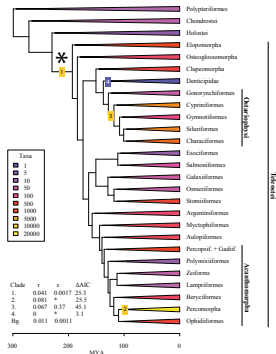 Polypteriformes
Chondrostei
Holostei
Elopomorpha
Osteoglossomorpha
Clupeomorpha
Denticipidae
Gonorynchiformes
Cypriniformes
Gymnotiformes
Siluriformes
Characiformes
Esociformes
Salmoniformes
Galaxiformes
Osmeriformes
Stomiiformes
Argentiniformes
Myctophiformes
Aulopiformes
Percopsif. + Gadiif.
Polymixiiformes
Zeiforms
Lampriformes
Beryciformes
Percomorpha
Ophidiiformes
Ostariophysi
Acanthomorpha
Teleostei
*
1
4
3
2
Taxa
1
5
10
50
100
500
1000
5000
10000
20000
Clade r ε ΔAIC
1. 0.041 0.0017 25.3
2. 0.081 * 25.5
3. 0.067 0.37 45.1
4. 0 * 3.1
Bg. 0.011 0.0011
300 200 100 0
MYA